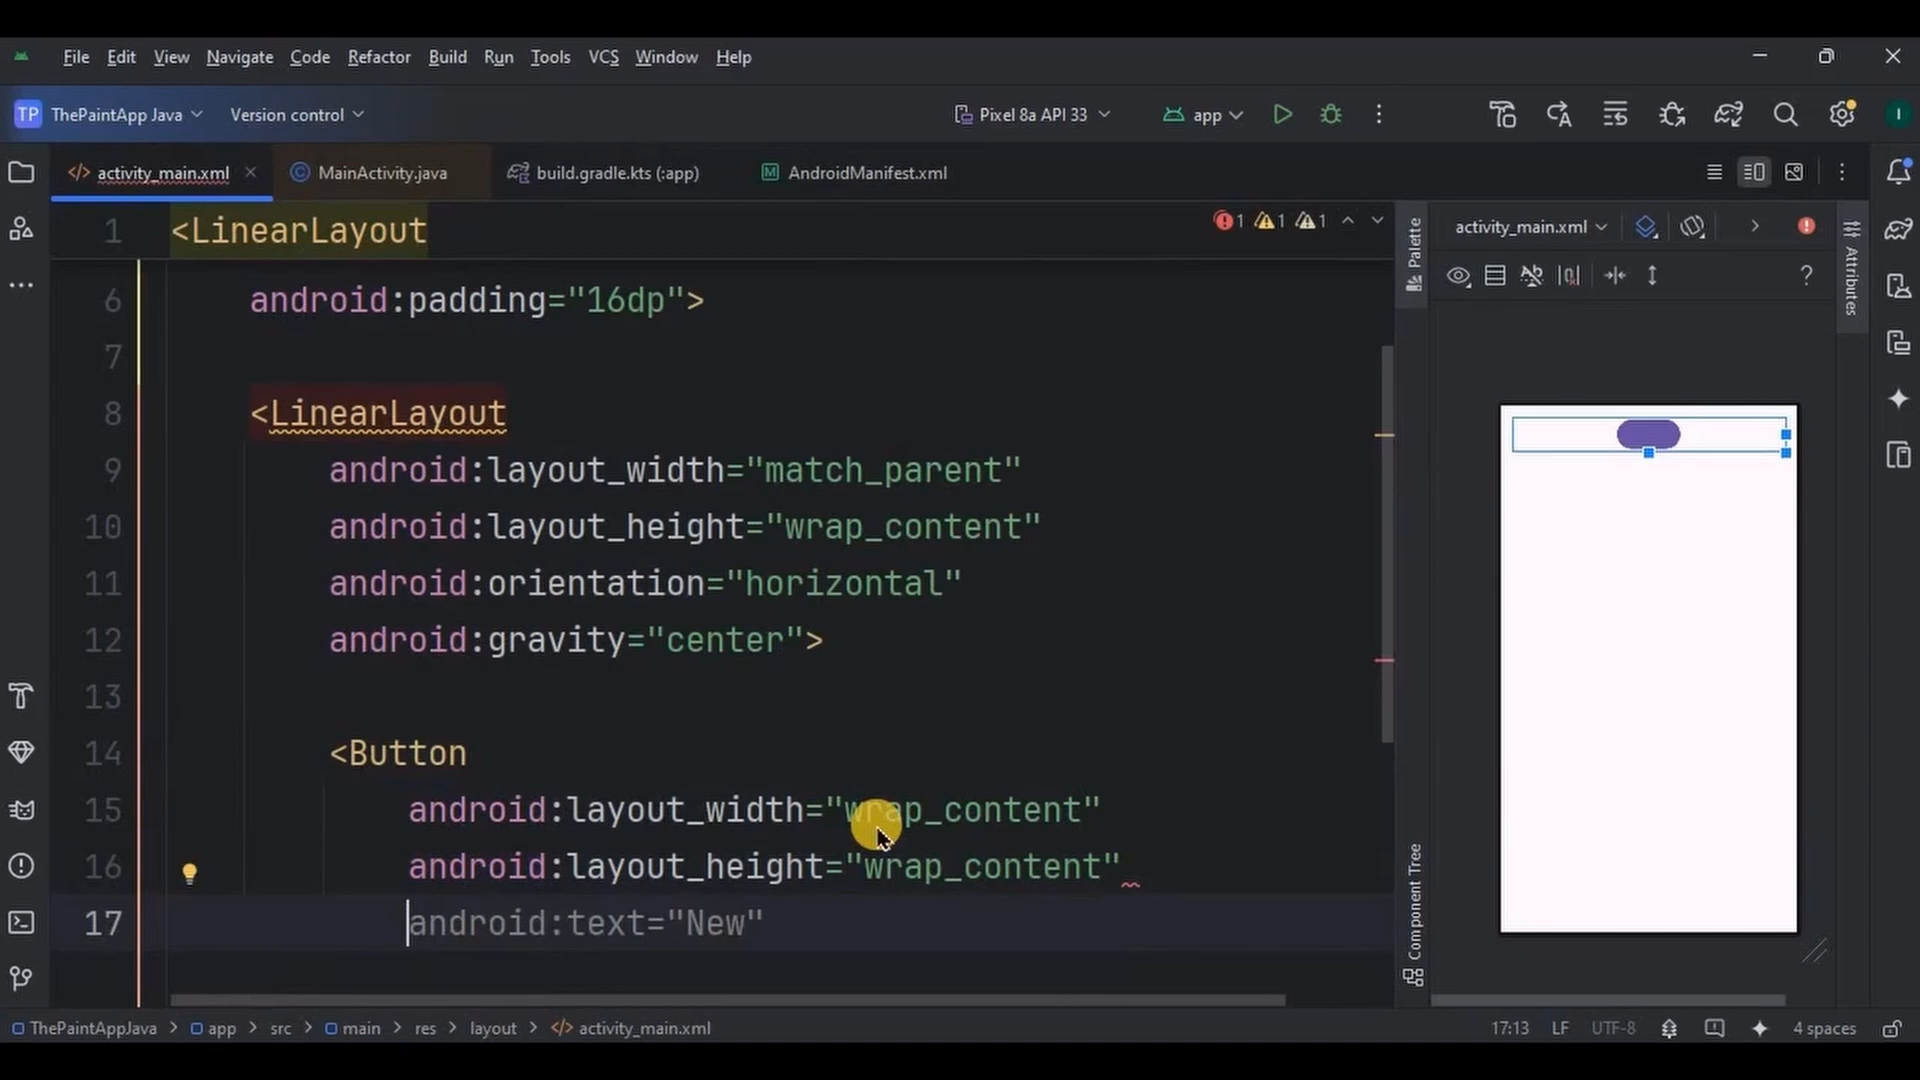 File Edit View Navigate Code Refactor Build Run Tools VCS Window Help
TP ThePaintApp Java Version control Pixel 8a API 33 app I
</> activity_main.xml MainActivity.java build.gradle.kts (:app) AndroidManifest.xml
1 <LinearLayout 1 1 1
6 android:padding="16dp">
7
8 <LinearLayout
9 android:layout_width="match_parent"
10 android:layout_height="wrap_content"
11 android:orientation="horizontal"
12 android:gravity="center">
13
14 <Button
15 android:layout_width="wrap_content"
16 android:layout_height="wrap_content"
17 android:text="New"
Palette
activity_main.xml
?
Attributes
Component Tree
ThePaintAppJava > app > src > main > res > layout > </> activity_main.xml 17:13 LF UTF-8 4 spaces